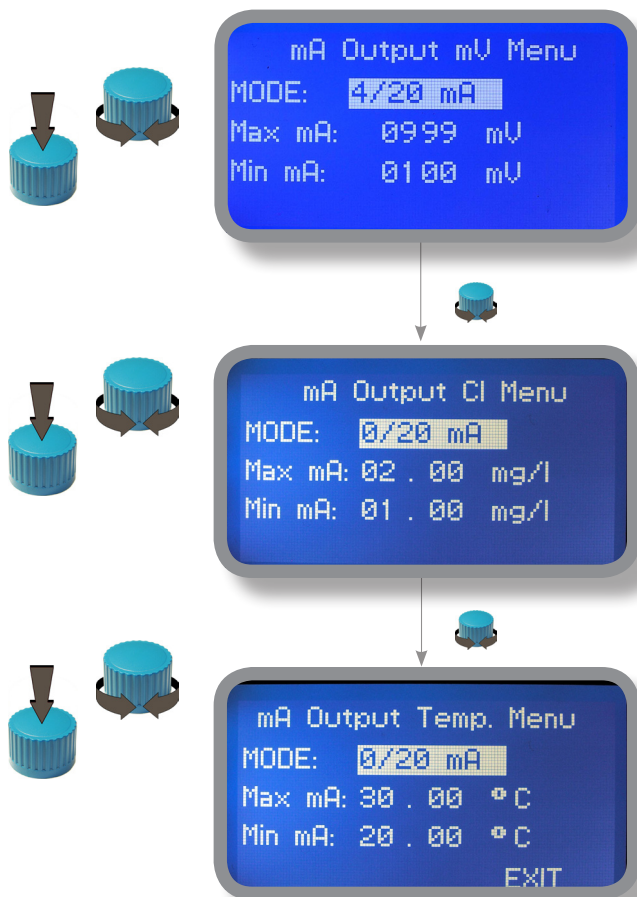 mA Output mV Menu
MODE: 4/20 mA
Max mA: 0999 mV
Min mA: 0100 mV
mA Output Cl Menu
MODE: 0/20 mA
Max mA: 02 . 00 mg/l
Min mA: 01 . 00 mg/l
mA Output Temp. Menu
MODE: 0/20 mA
Max mA: 30 . 00 °C
Min mA: 20 . 00 °C
EXIT